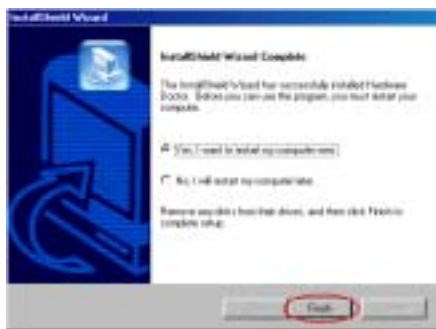 InstallShield Wizard
InstallShield Wizard Complete
The InstallShield Wizard has successfully installed Hardware
Doctor. Before you can use the program, you must restart your
computer.
Yes, I want to restart my computer now.
No, I will restart my computer later.
Remove any disks from their drives, and then click Finish to
complete setup.
Finish